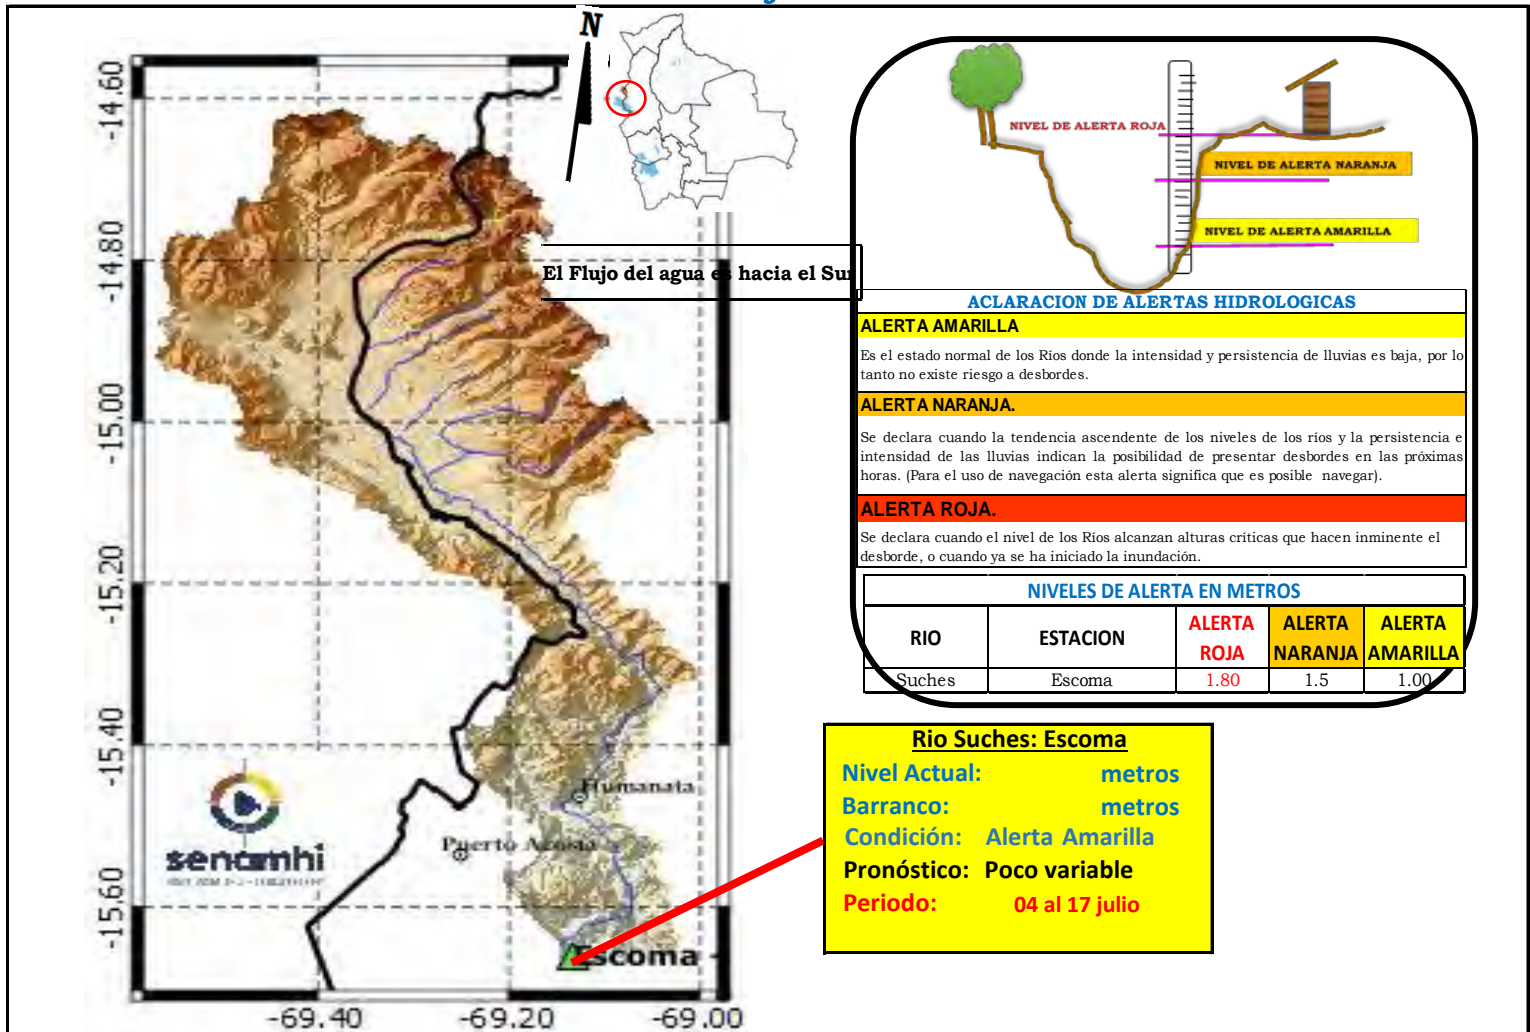 N
-14.60
-14.80
-15.00
-15.20
-15.40
-15.60
-69.40
-69.20
-69.00
El Flujo del agua es hacia el Sur
Humanata
Puerto Acosta
Escoma
senamhi
NIVEL DE ALERTA ROJA
NIVEL DE ALERTA NARANJA
NIVEL DE ALERTA AMARILLA
ACLARACION DE ALERTAS HIDROLOGICAS
ALERTA AMARILLA
Es el estado normal de los Ríos donde la intensidad y persistencia de lluvias es baja, por lo
tanto no existe riesgo a desbordes.
ALERTA NARANJA.
Se declara cuando la tendencia ascendente de los niveles de los ríos y la persistencia e
intensidad de las lluvias indican la posibilidad de presentar desbordes en las próximas
horas. (Para el uso de navegación esta alerta significa que es posible navegar).
ALERTA ROJA.
Se declara cuando el nivel de los Ríos alcanzan alturas críticas que hacen inminente el
desborde, o cuando ya se ha iniciado la inundación.
NIVELES DE ALERTA EN METROS
RIO ESTACION ALERTA ROJA ALERTA NARANJA ALERTA AMARILLA
Suches Escoma 1.80 1.5 1.00
Rio Suches: Escoma
Nivel Actual: metros
Barranco: metros
Condición: Alerta Amarilla
Pronóstico: Poco variable
Periodo: 04 al 17 julio